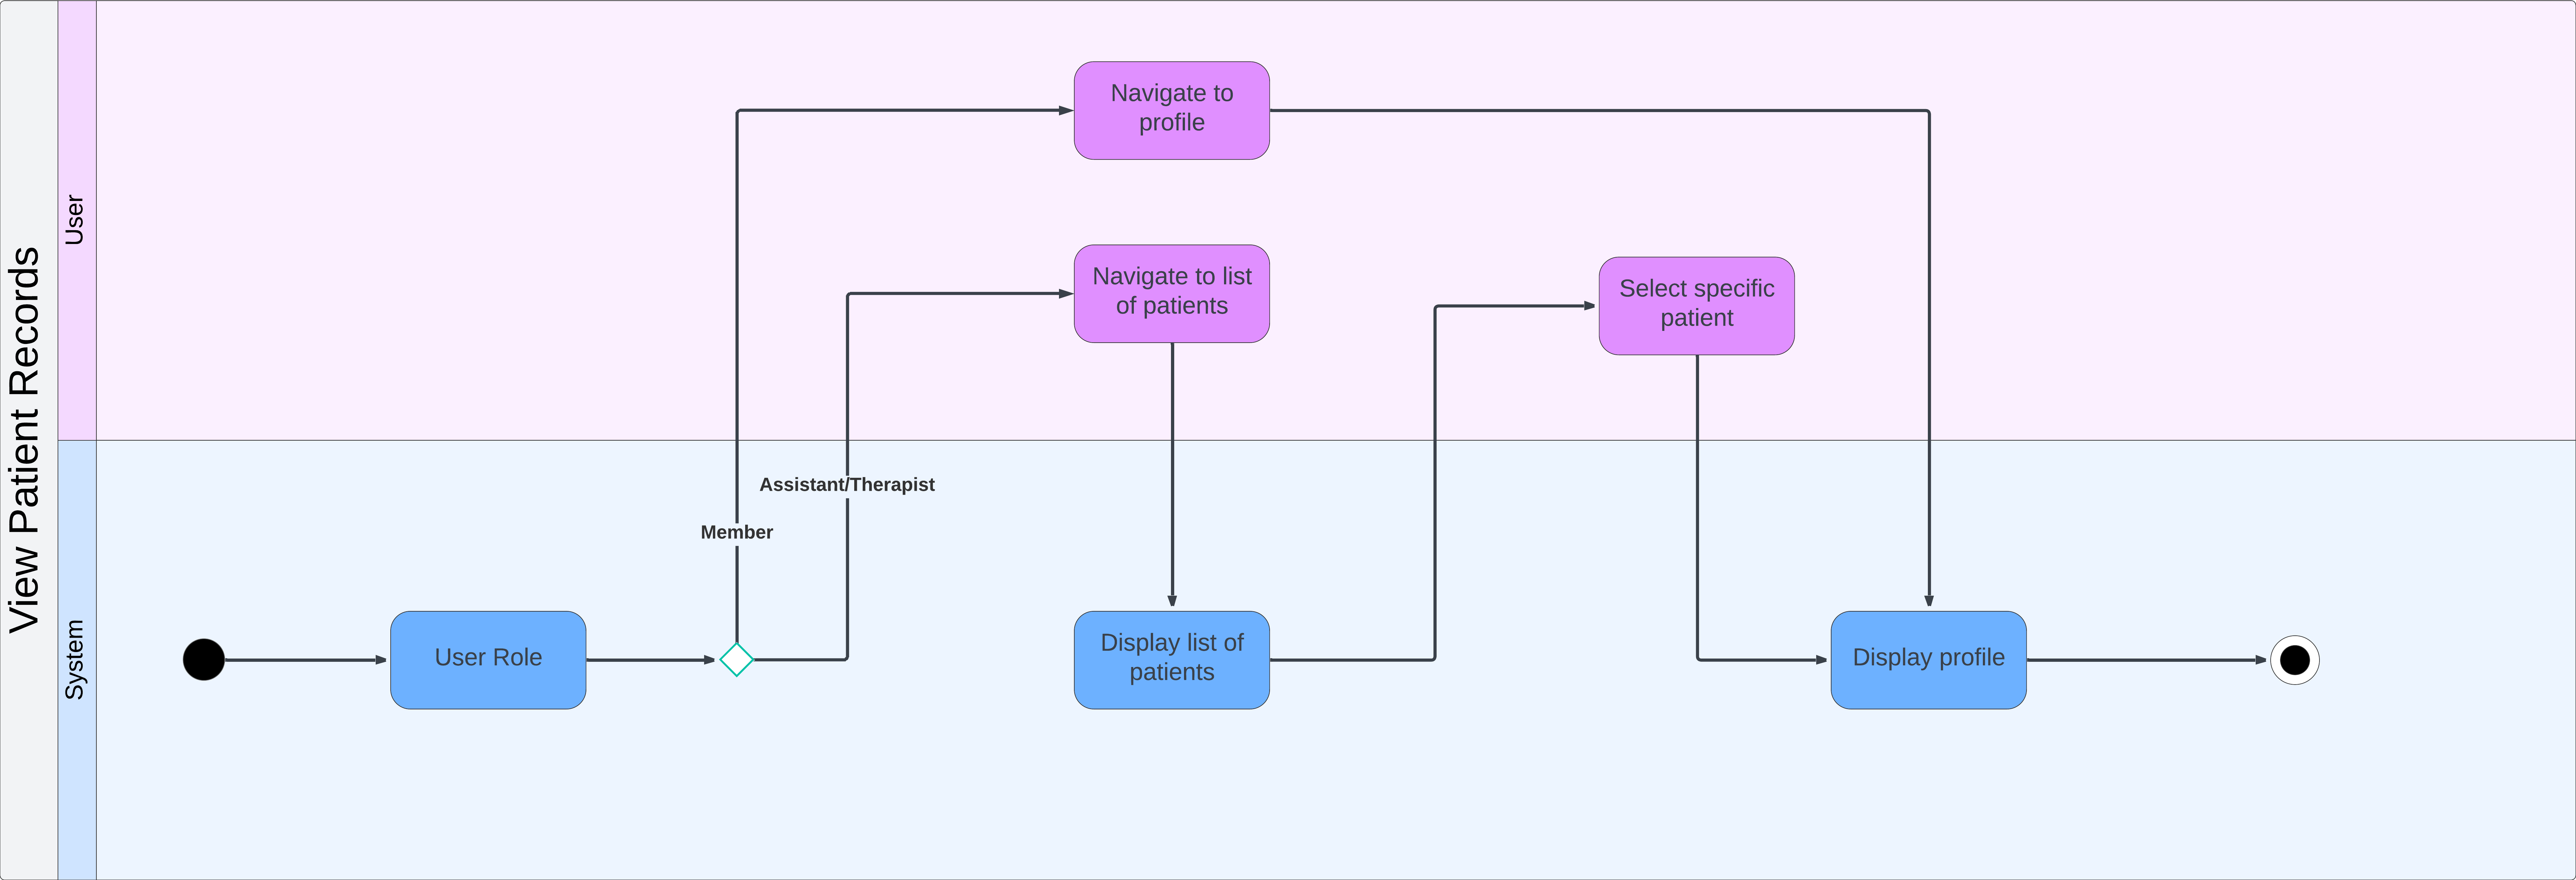 View Patient Records
User
System
Navigate to
profile
Navigate to list
of patients
Select specific
patient
Assistant/Therapist
Member
User Role
Display list of
patients
Display profile